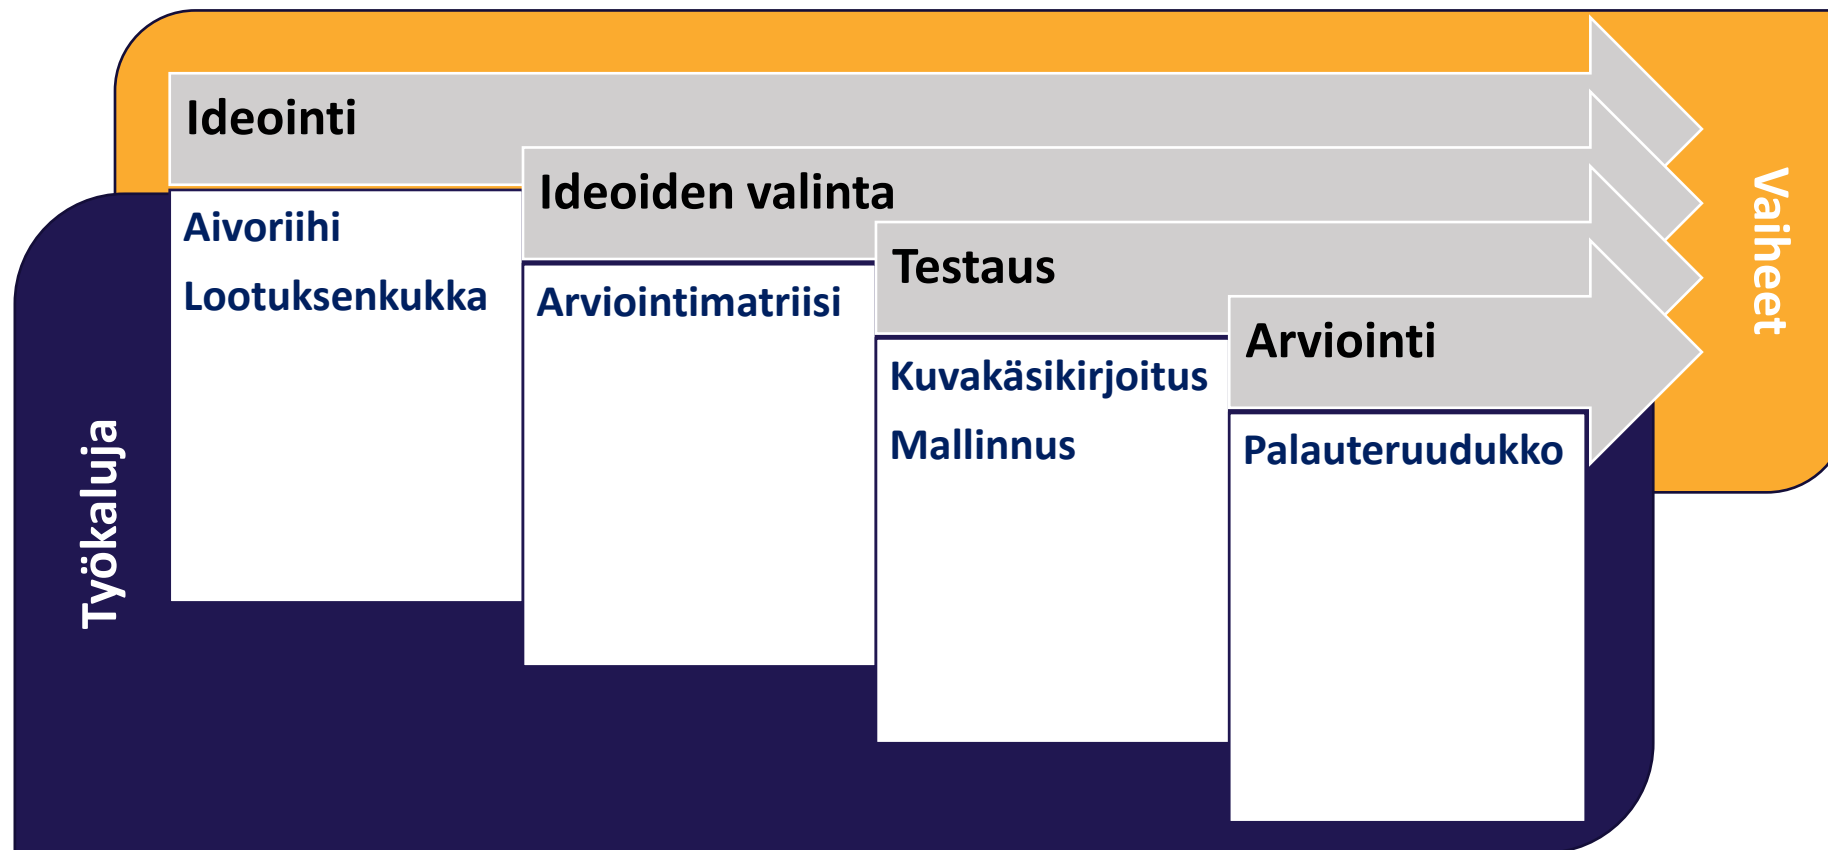 Ideointi
Aivoriihi
Lootuksenkukka
Ideoiden valinta
Arviointimatriisi
Testaus
Kuvakäsikirjoitus
Mallinnus
Arviointi
Palauteruudukko
Vaiheet
Työkaluja